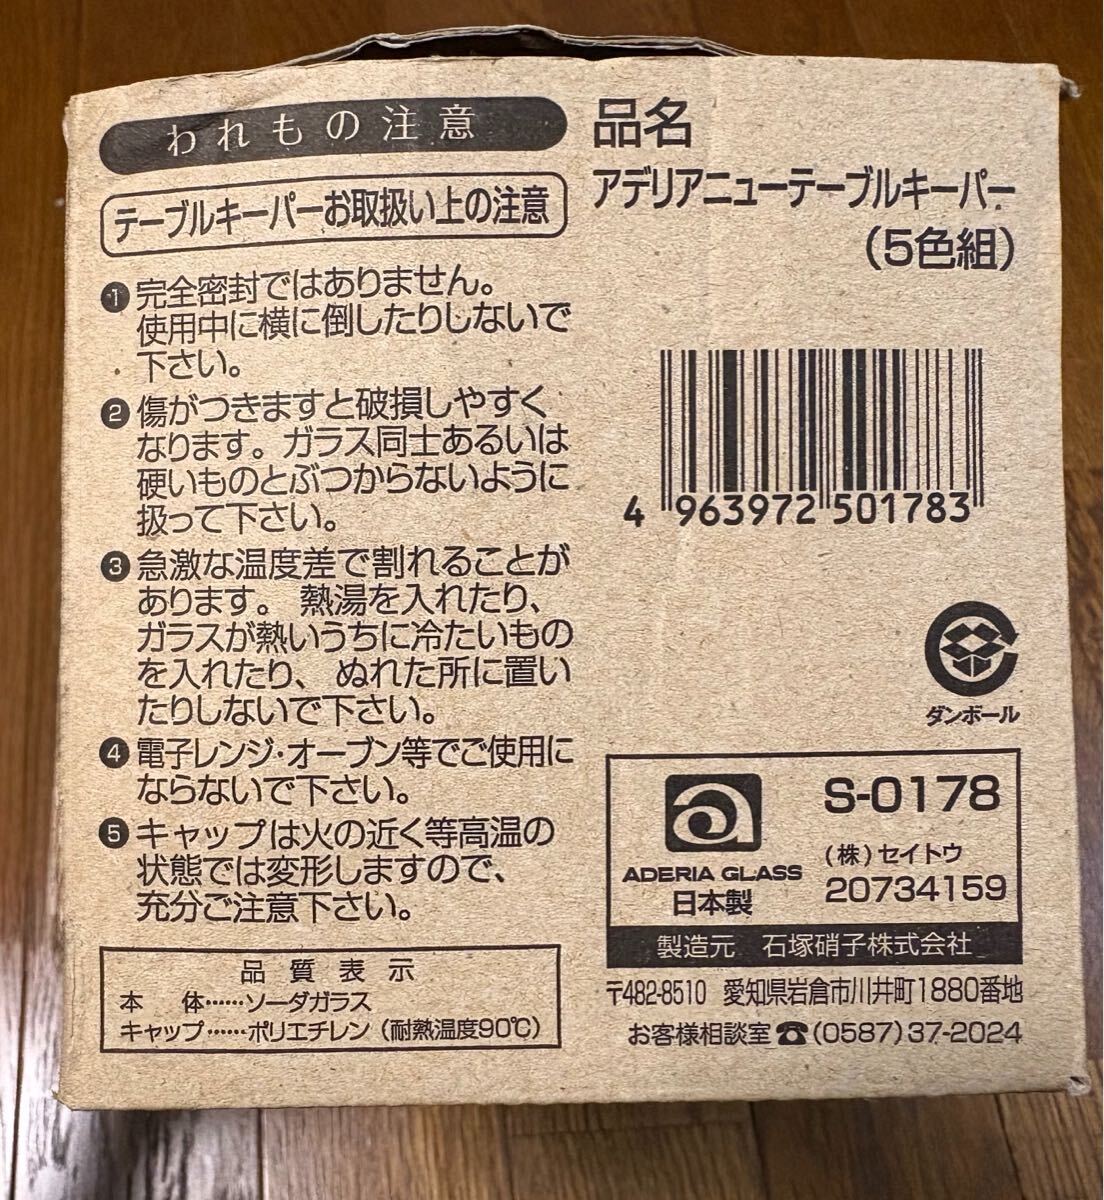 われもの注意
テーブルキーパーお取扱い上の注意
1 完全密封ではありません。
使用中に横に倒したりしないで
下さい。
2 傷がつきますと破損しやすく
なります。ガラス同士あるいは
硬いものとぶつからないように
扱って下さい。
3 急激な温度差で割れることが
あります。熱湯を入れたり、
ガラスが熱いうちに冷たいもの
を入れたり、ぬれた所に置い
たりしないで下さい。
4 電子レンジ・オーブン等でご使用に
ならないで下さい。
5 キャップは火の近く等高温の
状態では変形しますので、
充分ご注意下さい。
品質表示
本　体……ソーダガラス
キャップ……ポリエチレン（耐熱温度90℃）
品名
アデリアニューテーブルキーパー
（5色組）
4 963972 501783
ダンボール
ADERIA GLASS
日本製
S-0178
（株）セイトウ
20734159
製造元　石塚硝子株式会社
〒482-8510　愛知県岩倉市川井町1880番地
お客様相談室☎(0587)37-2024